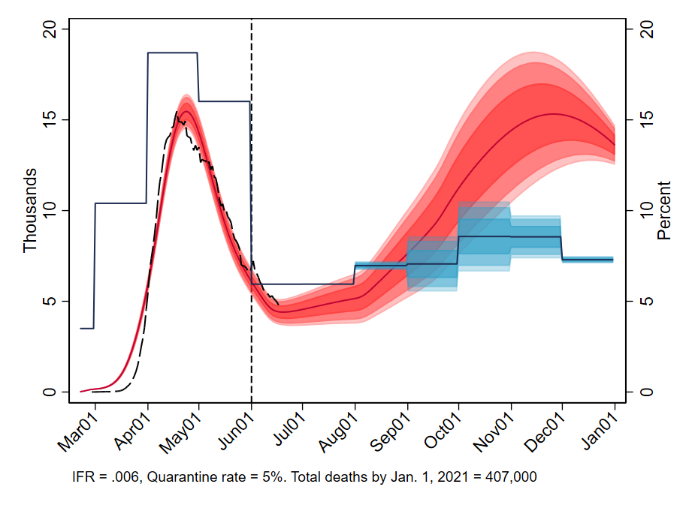 20
15
10
5
0
Thousands
20
15
10
5
0
Percent
Mar01
Apr01
May01
Jun01
Jul01
Aug01
Sep01
Oct01
Nov01
Dec01
Jan01
IFR = .006, Quarantine rate = 5%. Total deaths by Jan. 1, 2021 = 407,000